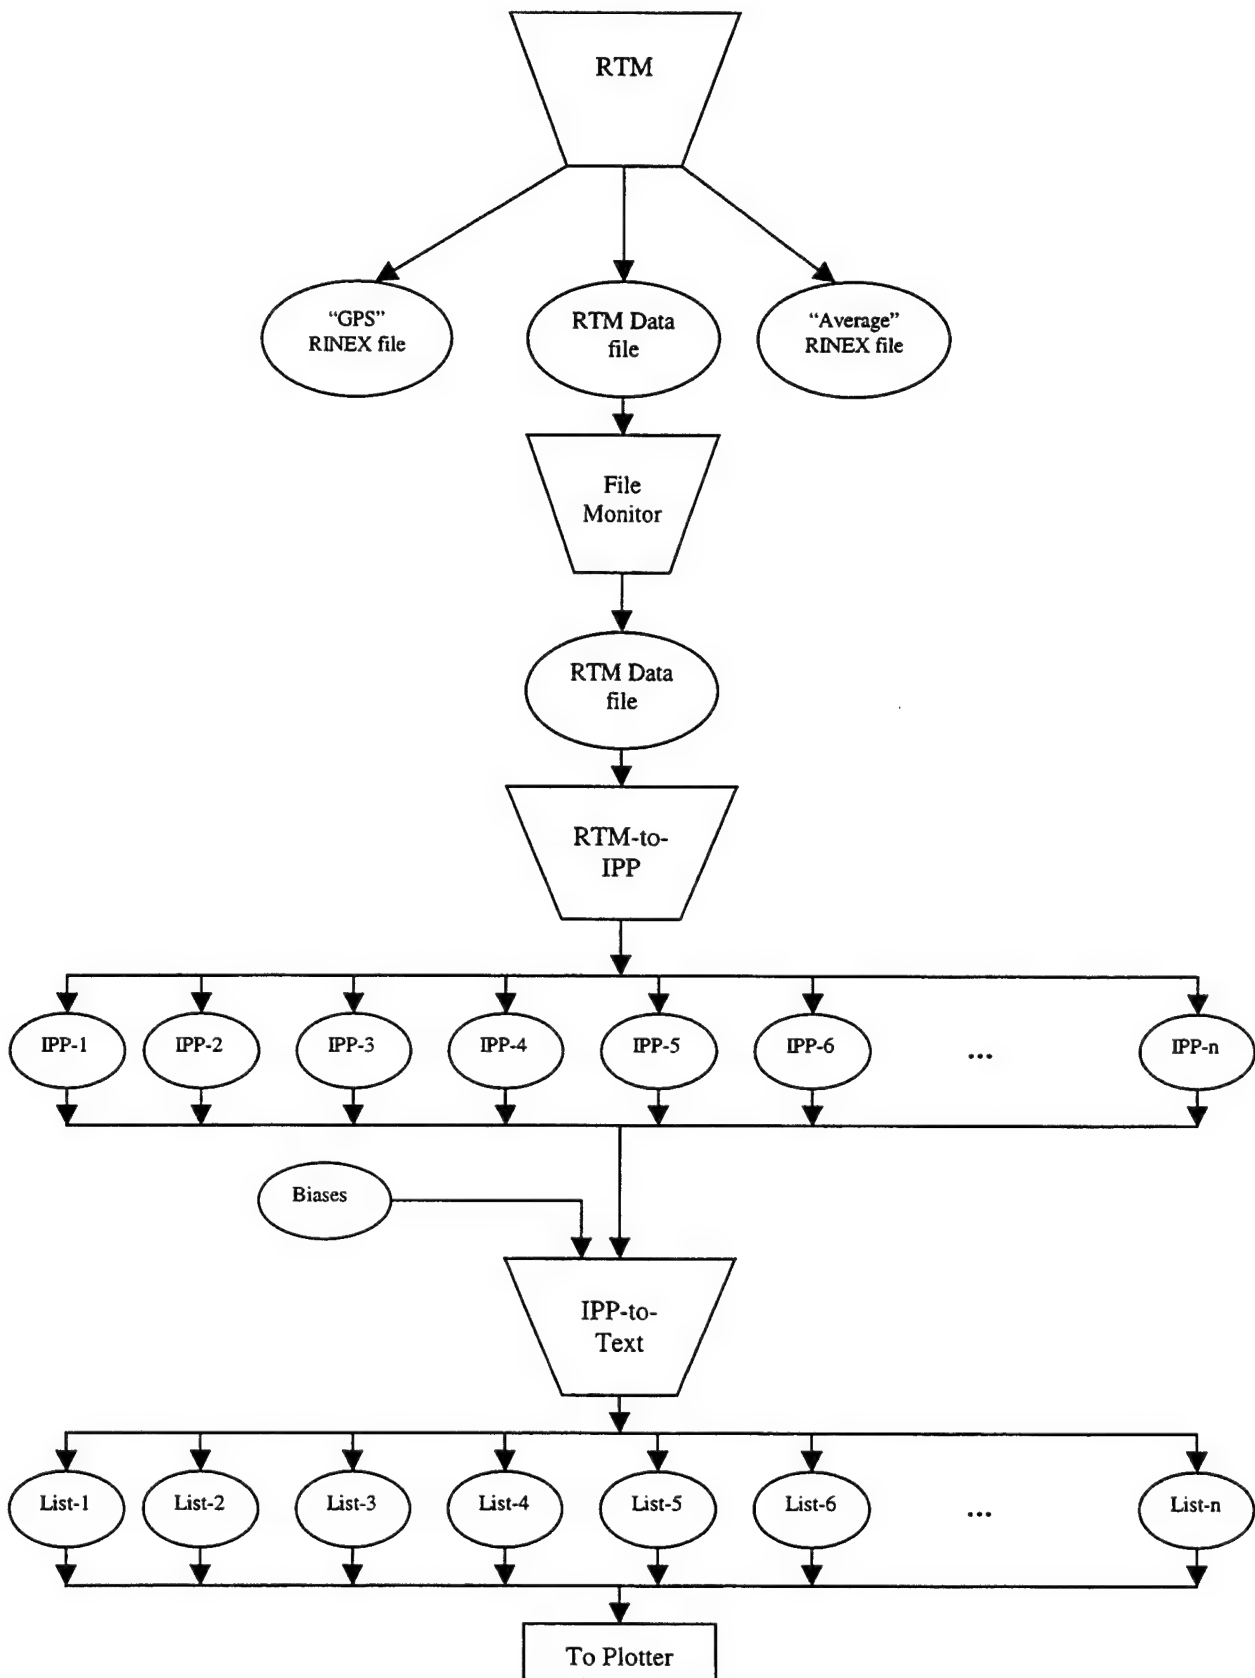 RTM
“GPS”
RINEX file
RTM Data
file
“Average”
RINEX file
File
Monitor
RTM Data
file
RTM-to-
IPP
IPP-1
IPP-2
IPP-3
IPP-4
IPP-5
IPP-6
...
IPP-n
Biases
IPP-to-
Text
List-1
List-2
List-3
List-4
List-5
List-6
...
List-n
To Plotter